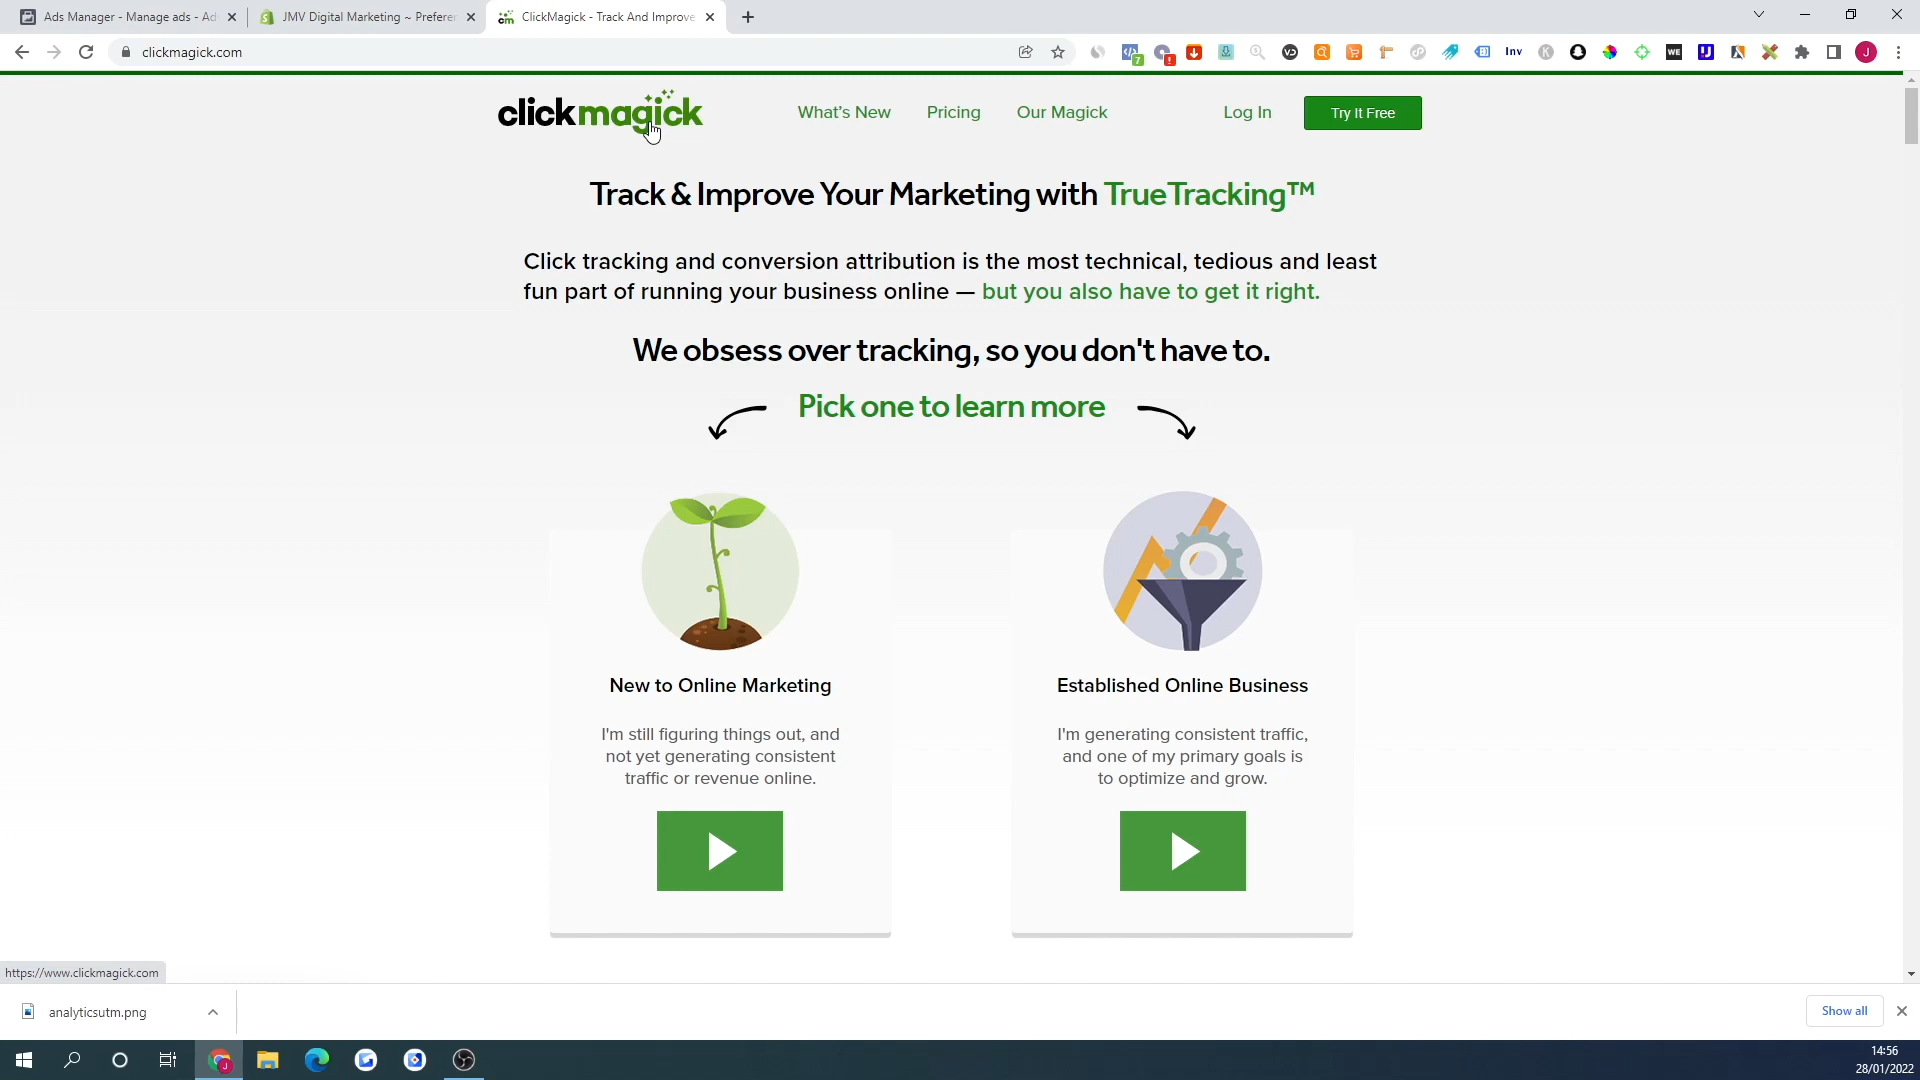 Ads Manager - Manage ads - Ad
JMV Digital Marketing ~ Preferen
cm
ClickMagick - Track And Improve
clickmagick.com
7
!
Inv
WE
J
clickmagick
What's New
Pricing
Our Magick
Log In
Try It Free
Track & Improve Your Marketing with TrueTracking™
Click tracking and conversion attribution is the most technical, tedious and least
fun part of running your business online — but you also have to get it right.
We obsess over tracking, so you don't have to.
Pick one to learn more
New to Online Marketing
I'm still figuring things out, and
not yet generating consistent
traffic or revenue online.
Established Online Business
I'm generating consistent traffic,
and one of my primary goals is
to optimize and grow.
https://www.clickmagick.com
analyticsutm.png
Show all
14:56
28/01/2022